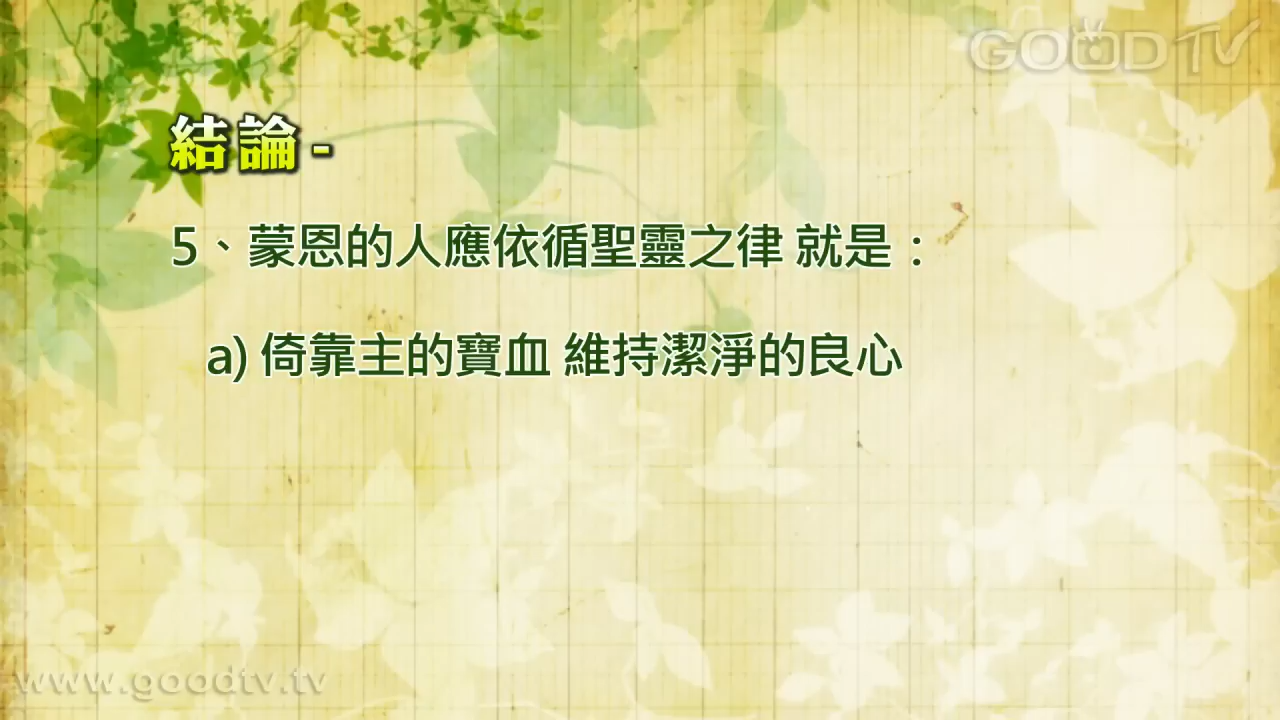 GOOD TV
結論 -
5、蒙恩的人應依循聖靈之律 就是：
a) 倚靠主的寶血 維持潔淨的良心
www.goodtv.tv